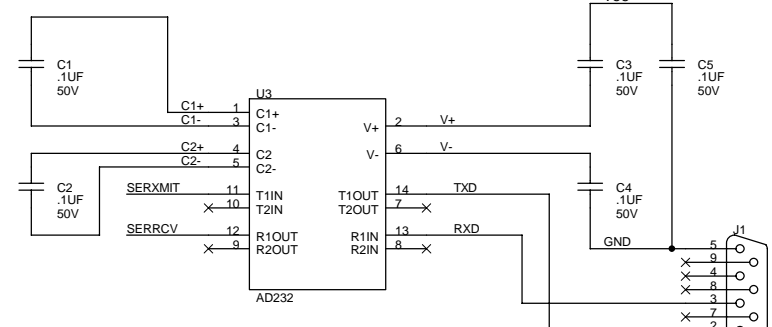 C1
.1UF
50V
C3
.1UF
50V
C5
.1UF
50V
U3
C1+ 1 C1+
C1- 3 C1-
V+ 2 V+
C2+ 4 C2
C2- 5 C2-
V- 6 V-
C2
.1UF
50V
C4
.1UF
50V
SERXMIT 11 T1IN T1OUT 14 TXD
10 T2IN T2OUT 7
SERRCV 12 R1OUT R1IN 13 RXD
9 R2OUT R2IN 8
GND
J1
5
9
4
8
3
7
2
AD232